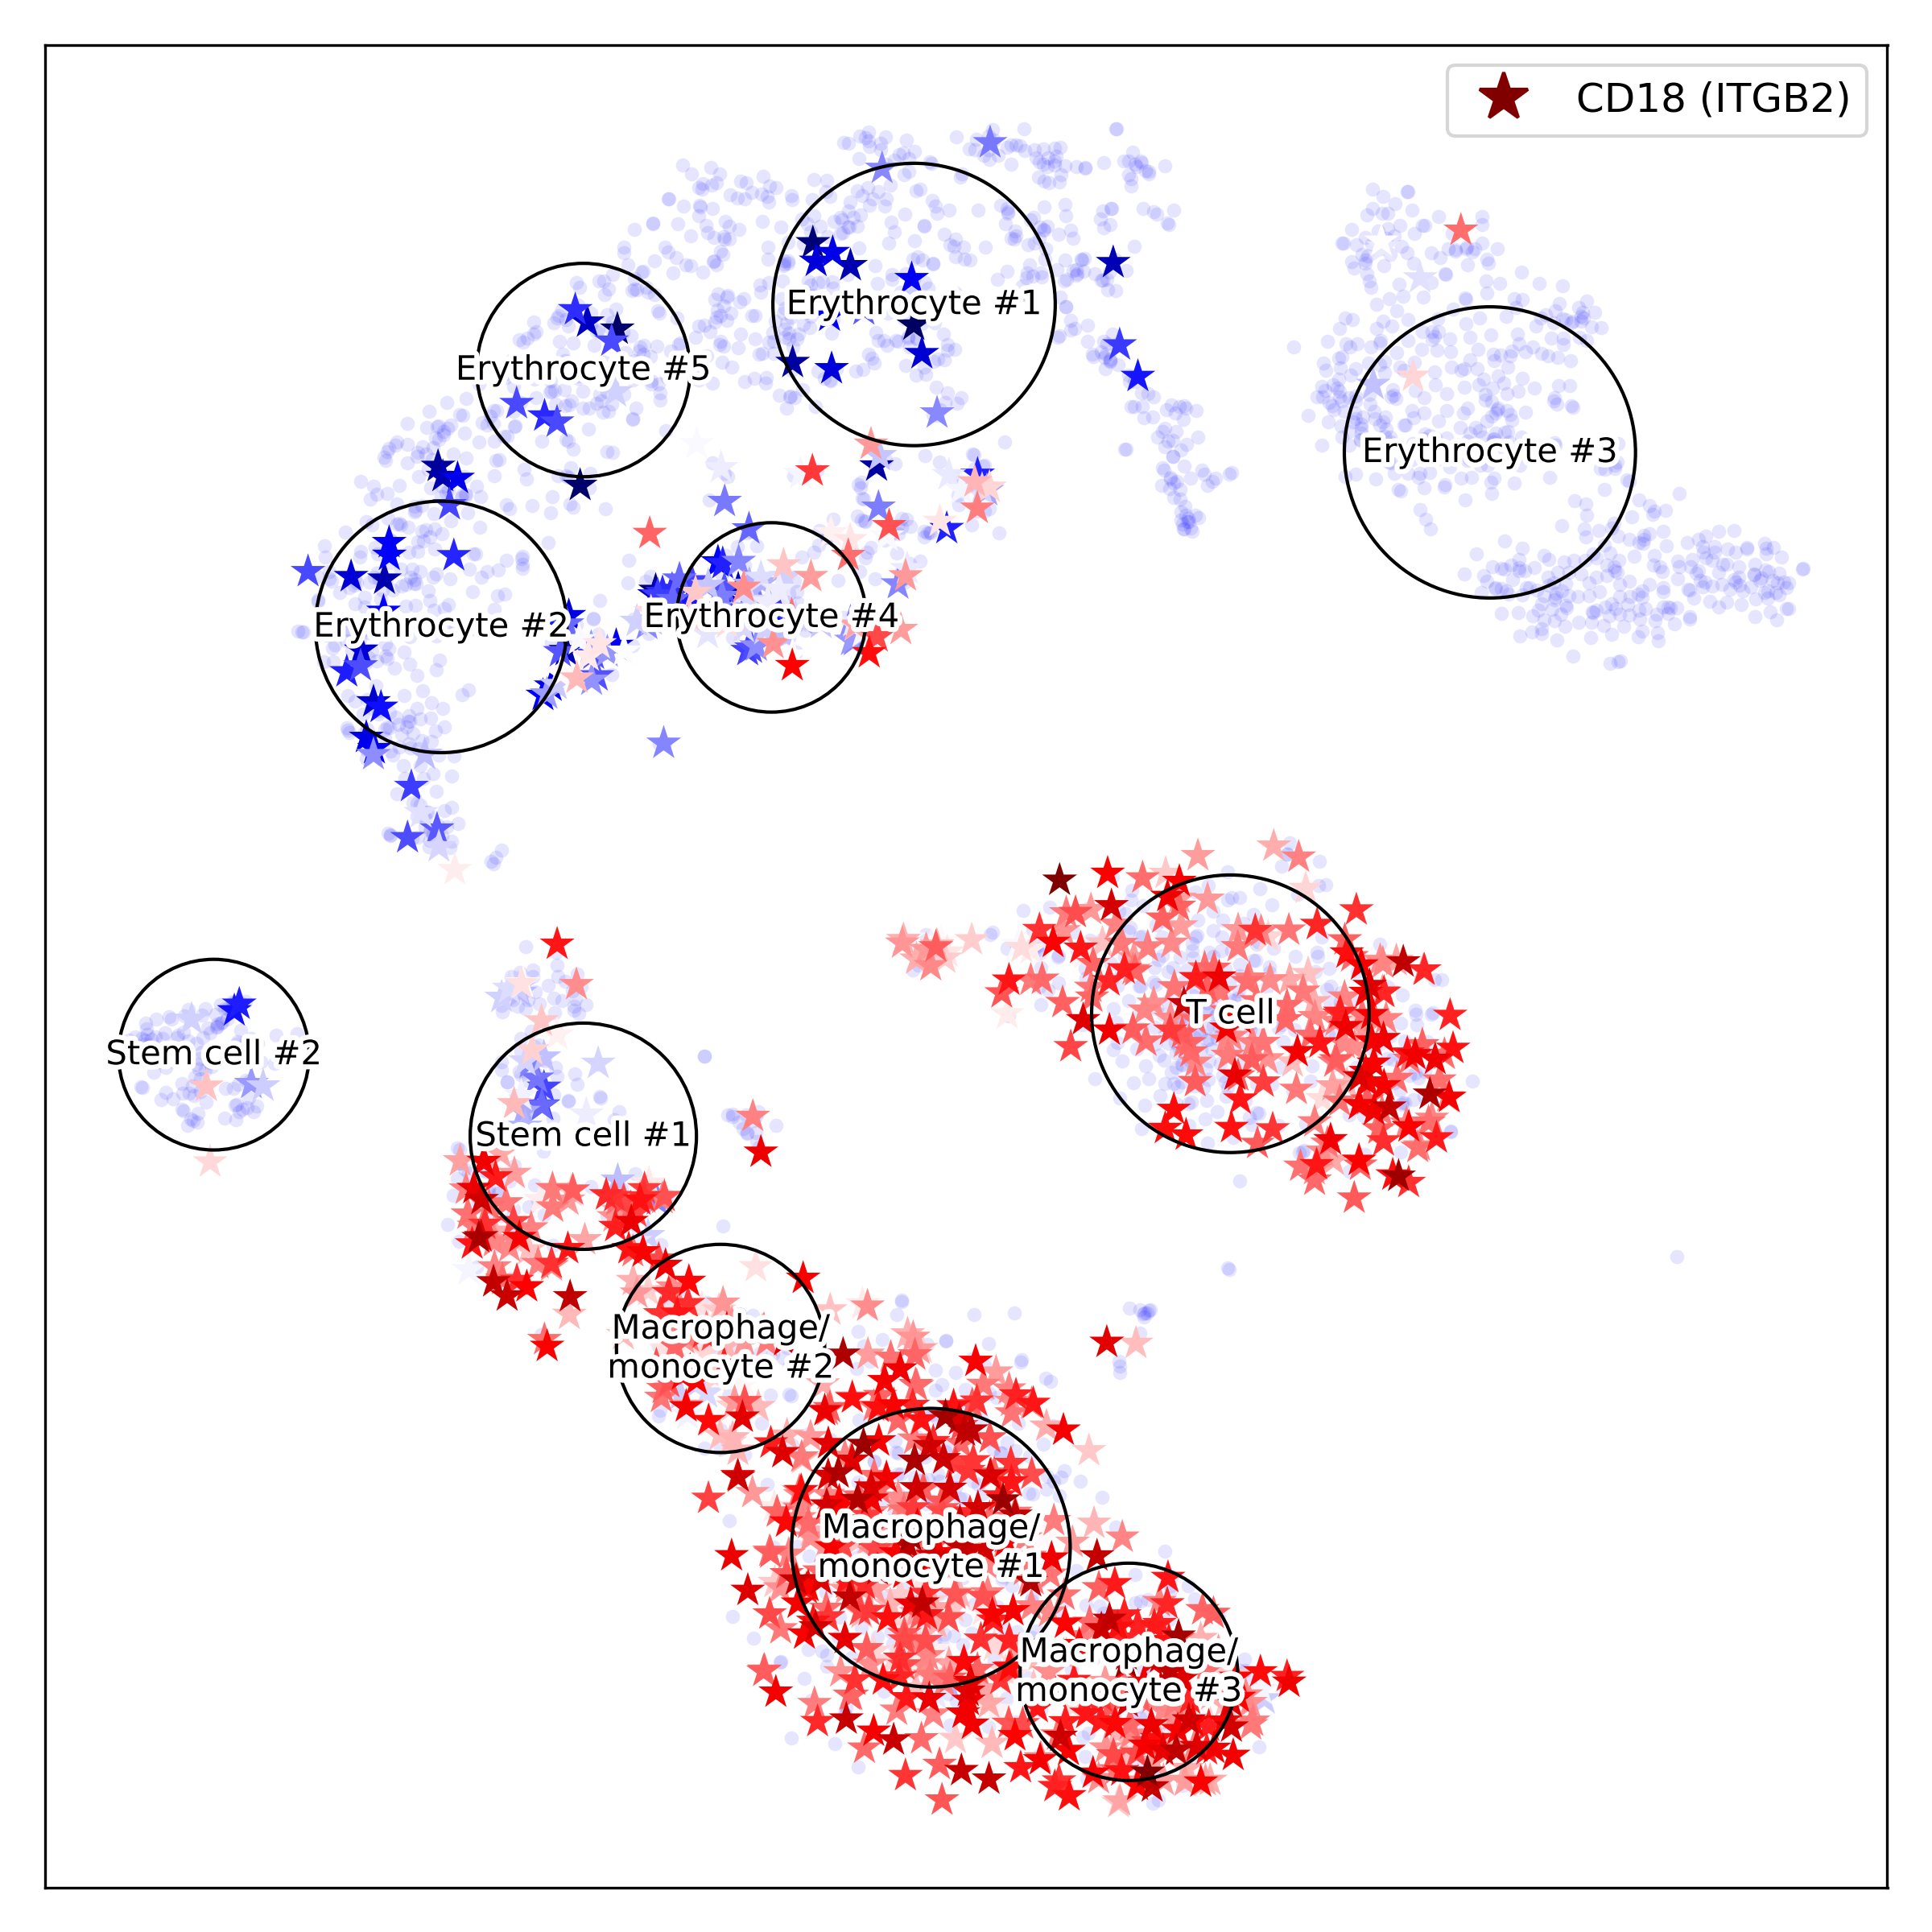 CD18 (ITGB2)
Erythrocyte #1
Erythrocyte #5
Erythrocyte #3
Erythrocyte #4
Erythrocyte #2
T cell
Stem cell #2
Stem cell #1
Macrophage/
monocyte #2
Macrophage/
monocyte #1
Macrophage/
monocyte #3